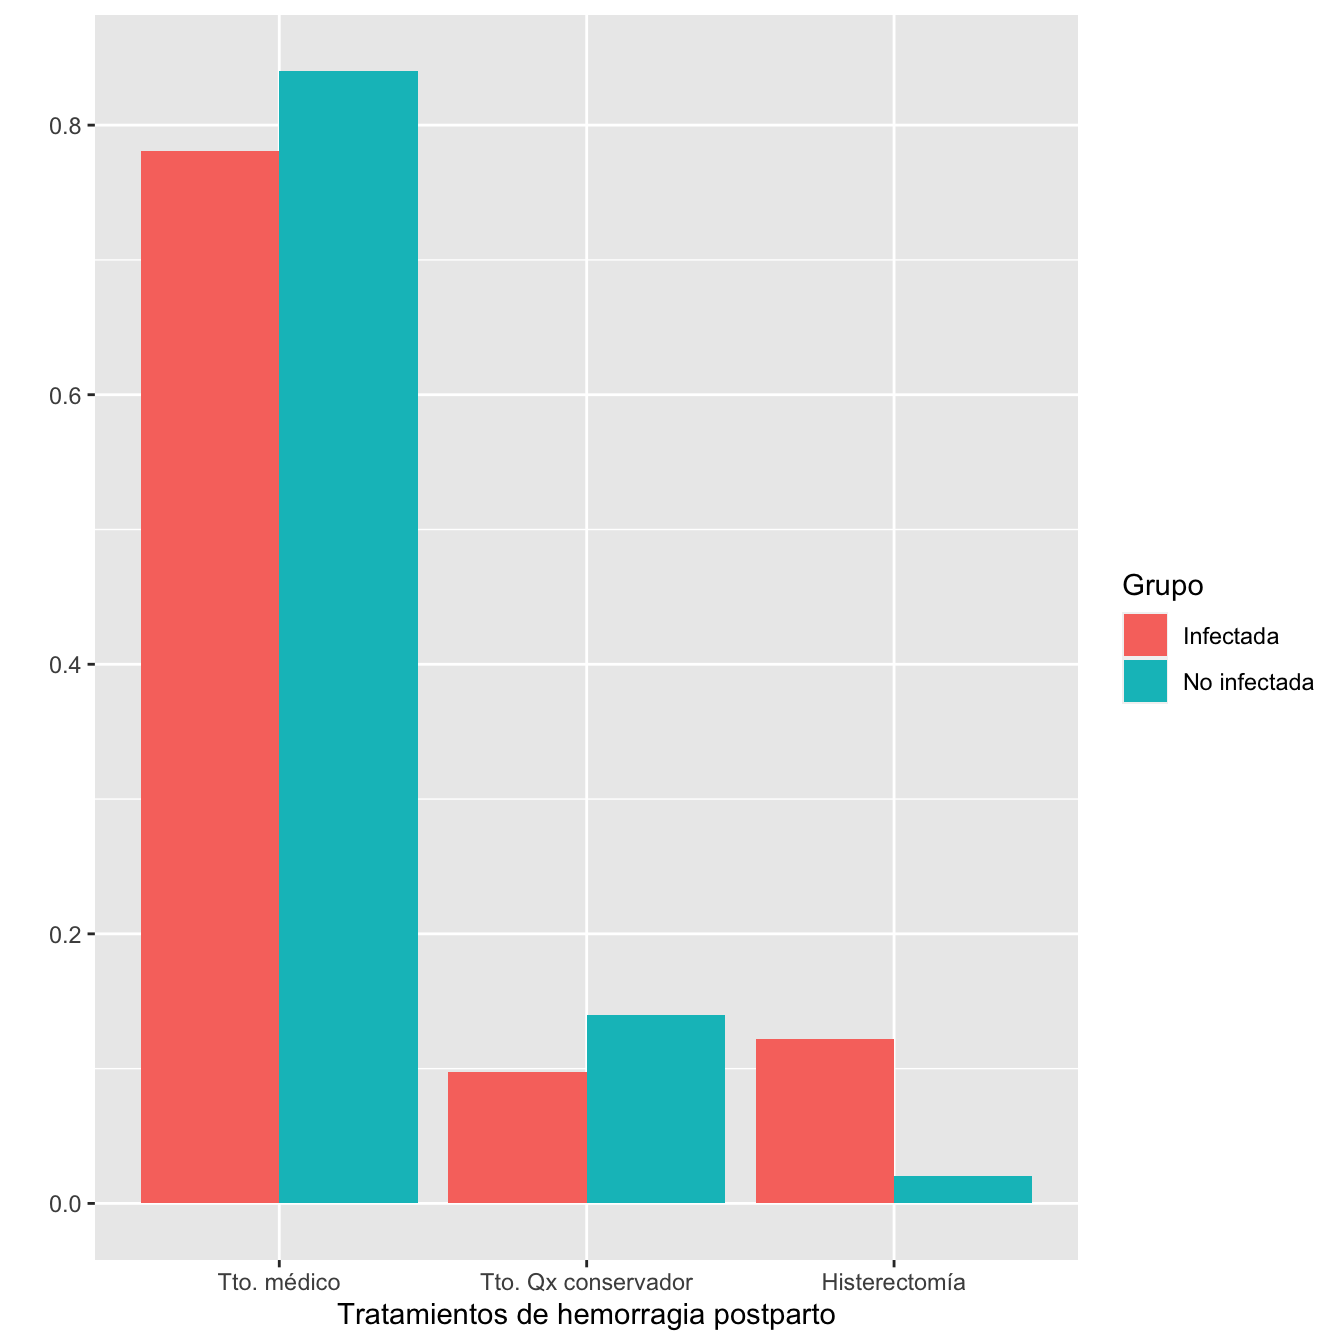 0.8
0.6
0.4
0.2
0.0
Tto. médico
Tto. Qx conservador
Histerectomía
Tratamientos de hemorragia postparto
Grupo
Infectada
No infectada